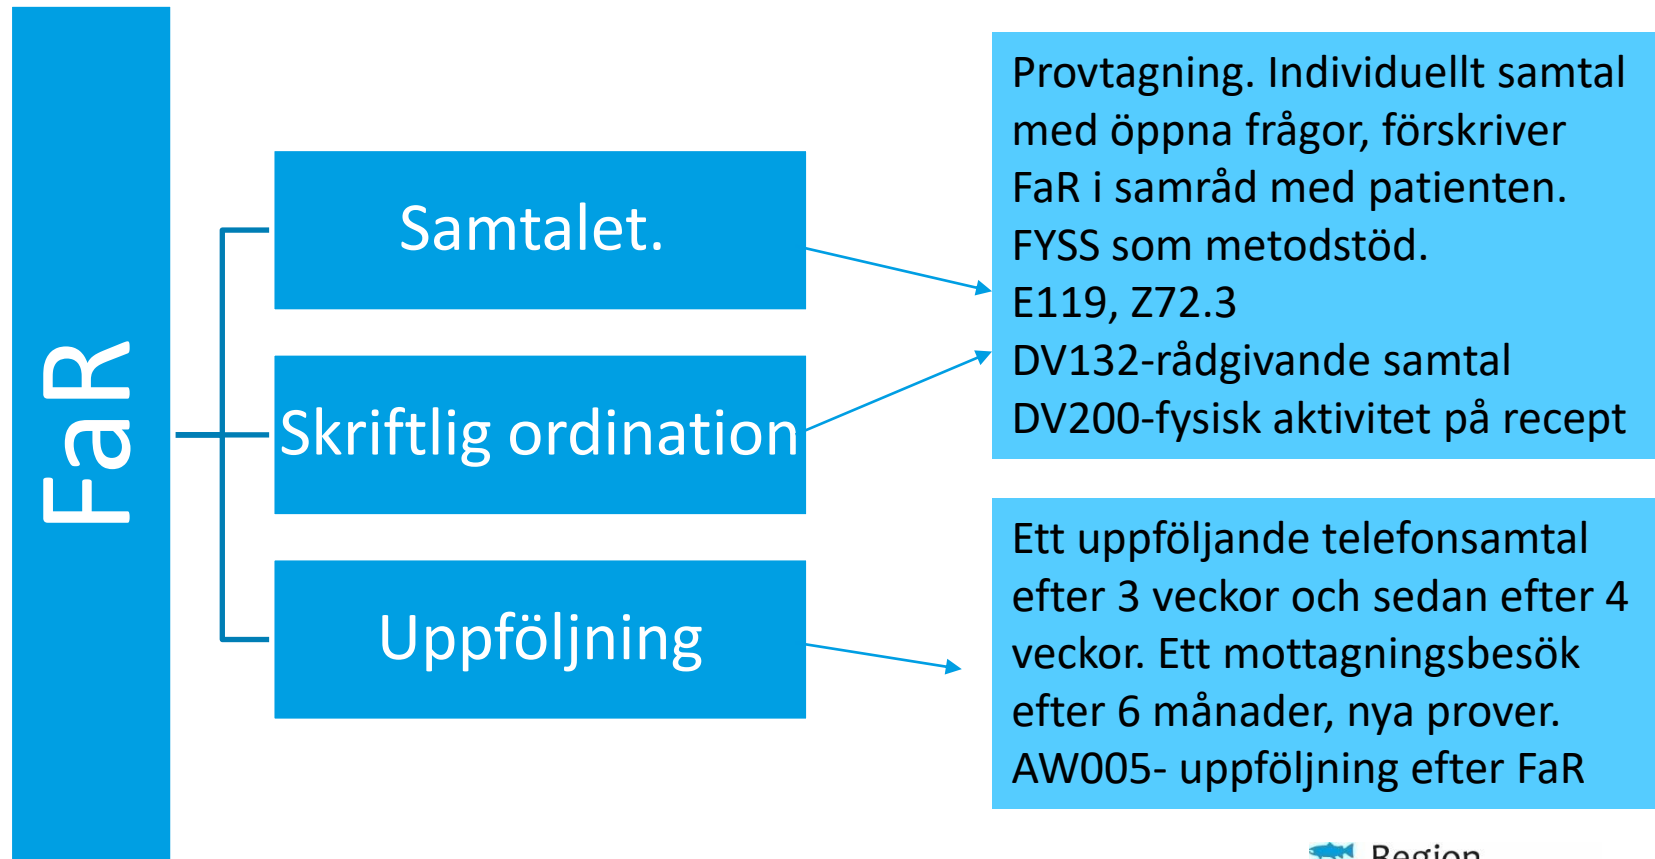 FaR
Samtalet.
Skriftlig ordination
Uppföljning
Provtagning. Individuellt samtal
med öppna frågor, förskriver
FaR i samråd med patienten.
FYSS som metodstöd.
E119, Z72.3
DV132-rådgivande samtal
DV200-fysisk aktivitet på recept
Ett uppföljande telefonsamtal
efter 3 veckor och sedan efter 4
veckor. Ett mottagningsbesök
efter 6 månader, nya prover.
AW005- uppföljning efter FaR
Region